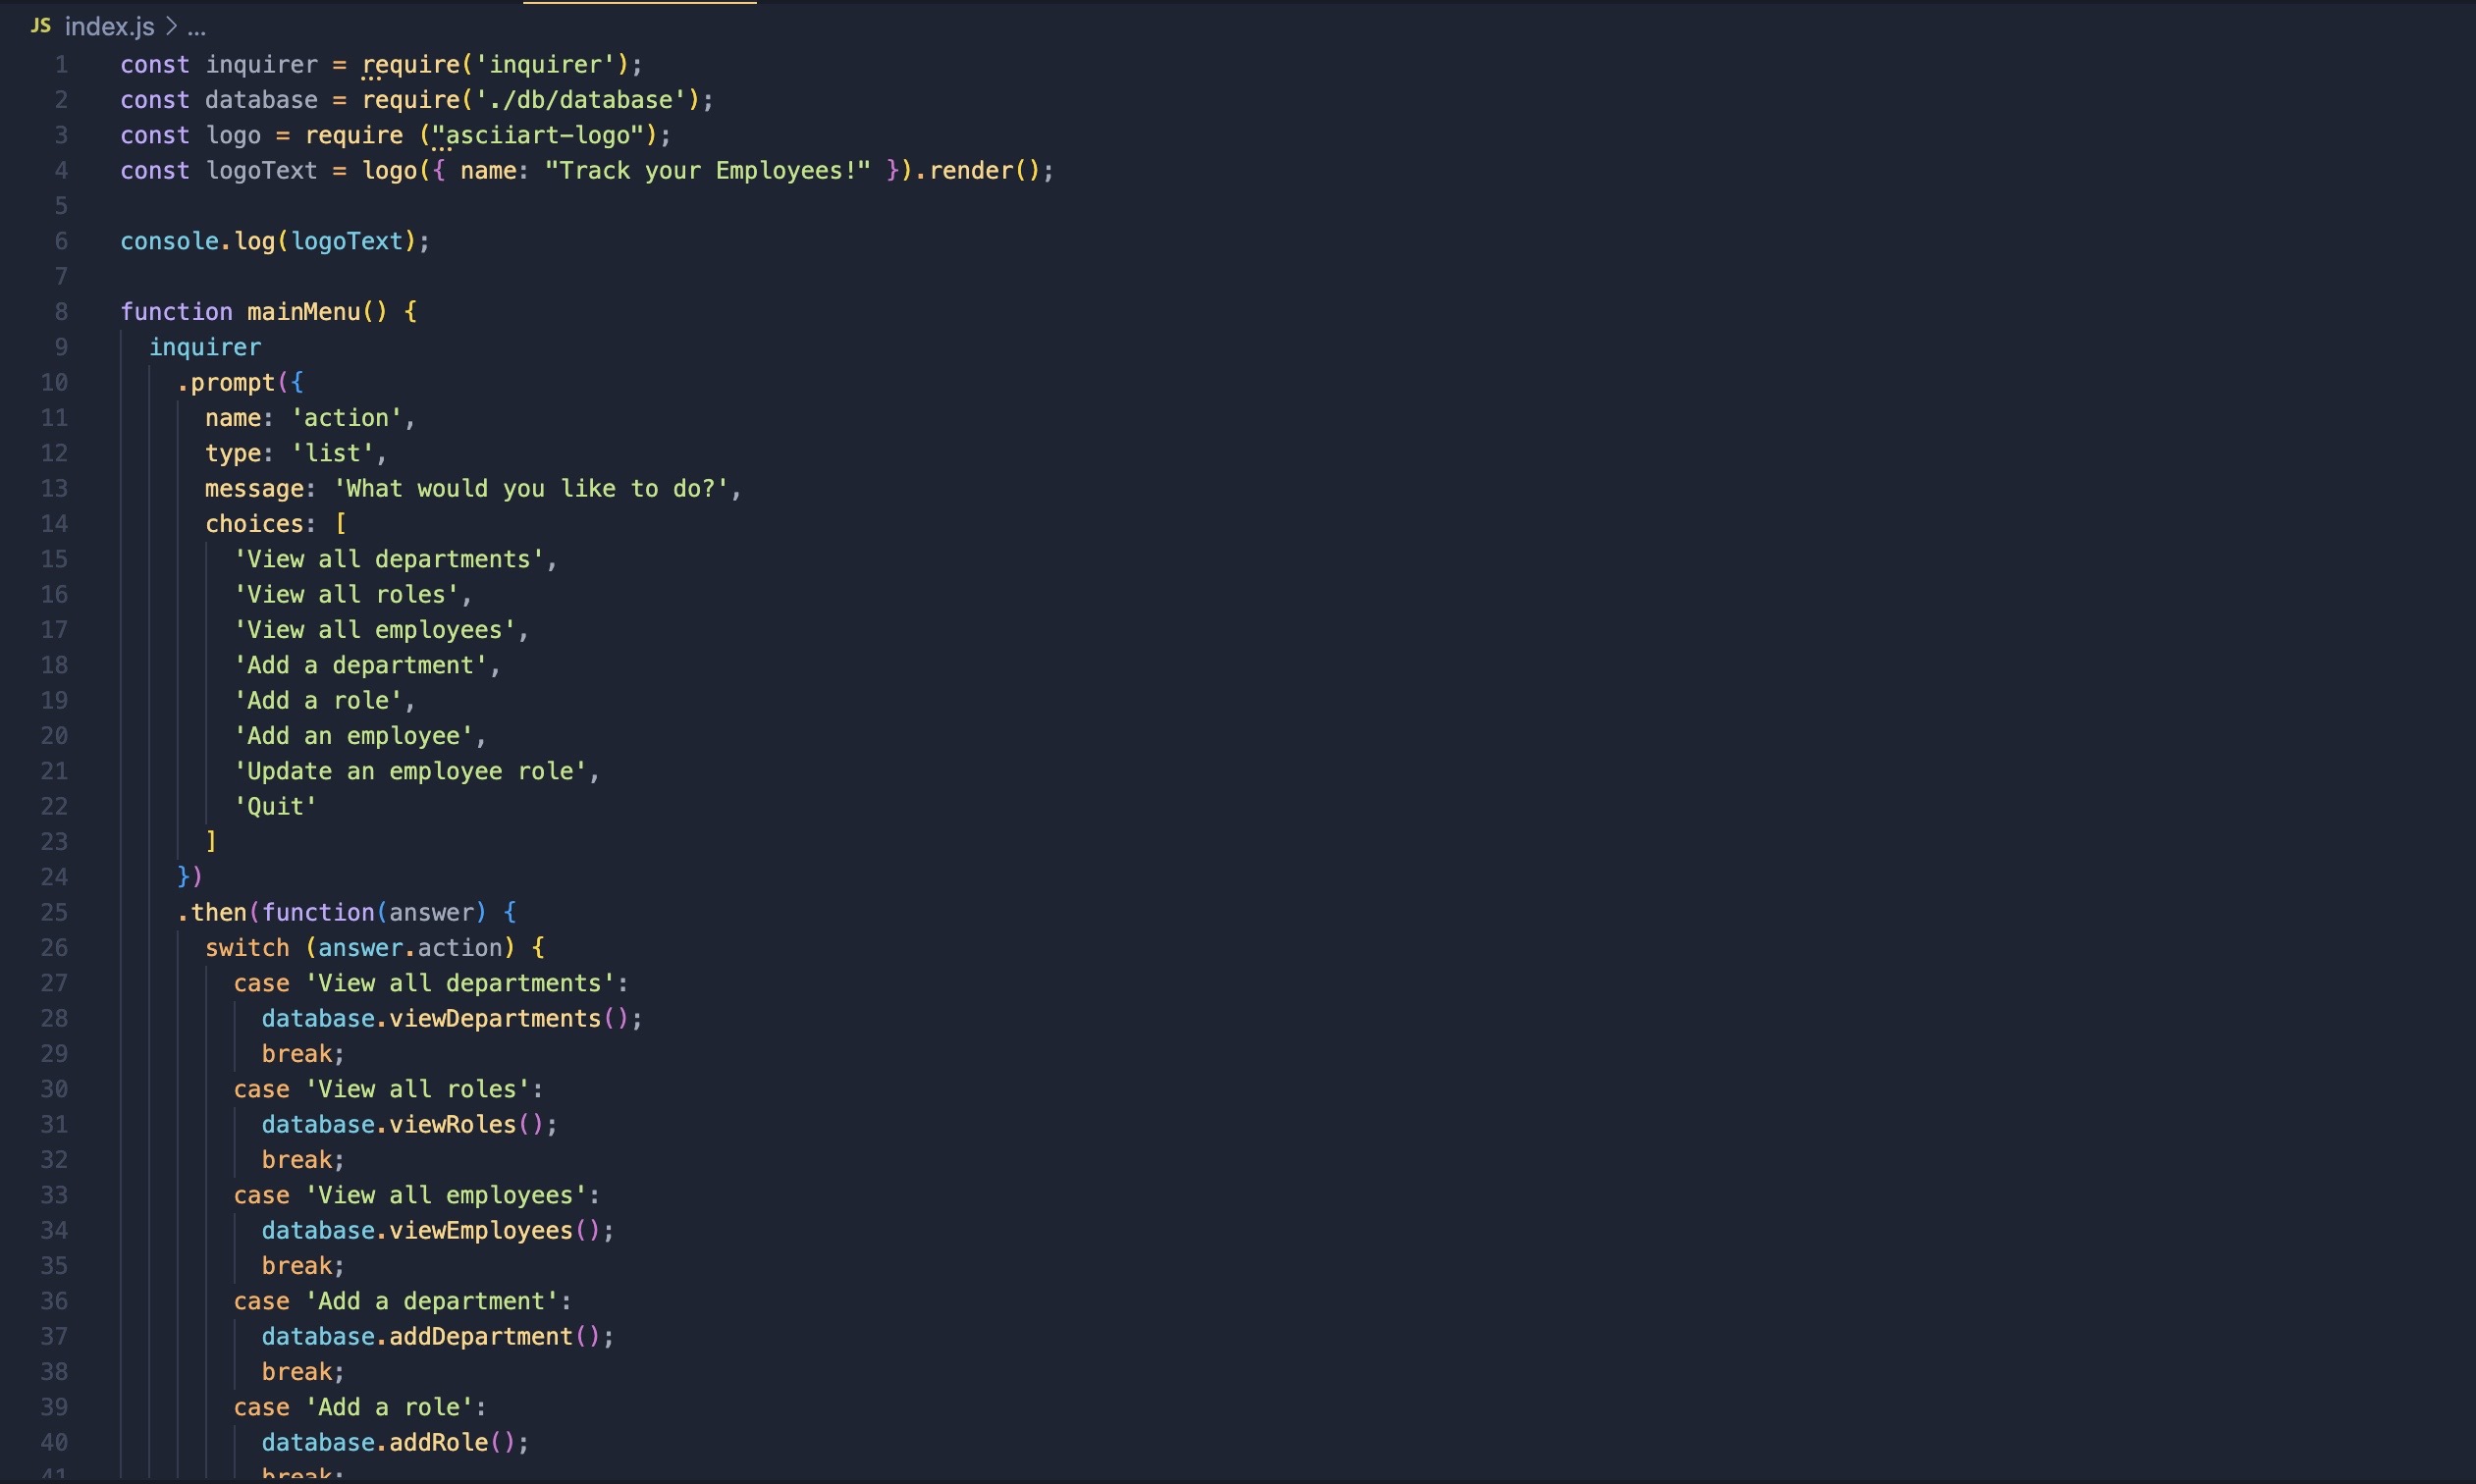 JS index.js > ...
1 const inquirer = require('inquirer');
2 const database = require('./db/database');
3 const logo = require ("asciiart-logo");
4 const logoText = logo({ name: "Track your Employees!" }).render();
5
6 console.log(logoText);
7
8 function mainMenu() {
9   inquirer
10     .prompt({
11       name: 'action',
12       type: 'list',
13       message: 'What would you like to do?',
14       choices: [
15         'View all departments',
16         'View all roles',
17         'View all employees',
18         'Add a department',
19         'Add a role',
20         'Add an employee',
21         'Update an employee role',
22         'Quit'
23       ]
24     })
25     .then(function(answer) {
26       switch (answer.action) {
27         case 'View all departments':
28           database.viewDepartments();
29           break;
30         case 'View all roles':
31           database.viewRoles();
32           break;
33         case 'View all employees':
34           database.viewEmployees();
35           break;
36         case 'Add a department':
37           database.addDepartment();
38           break;
39         case 'Add a role':
40           database.addRole();
41           break;